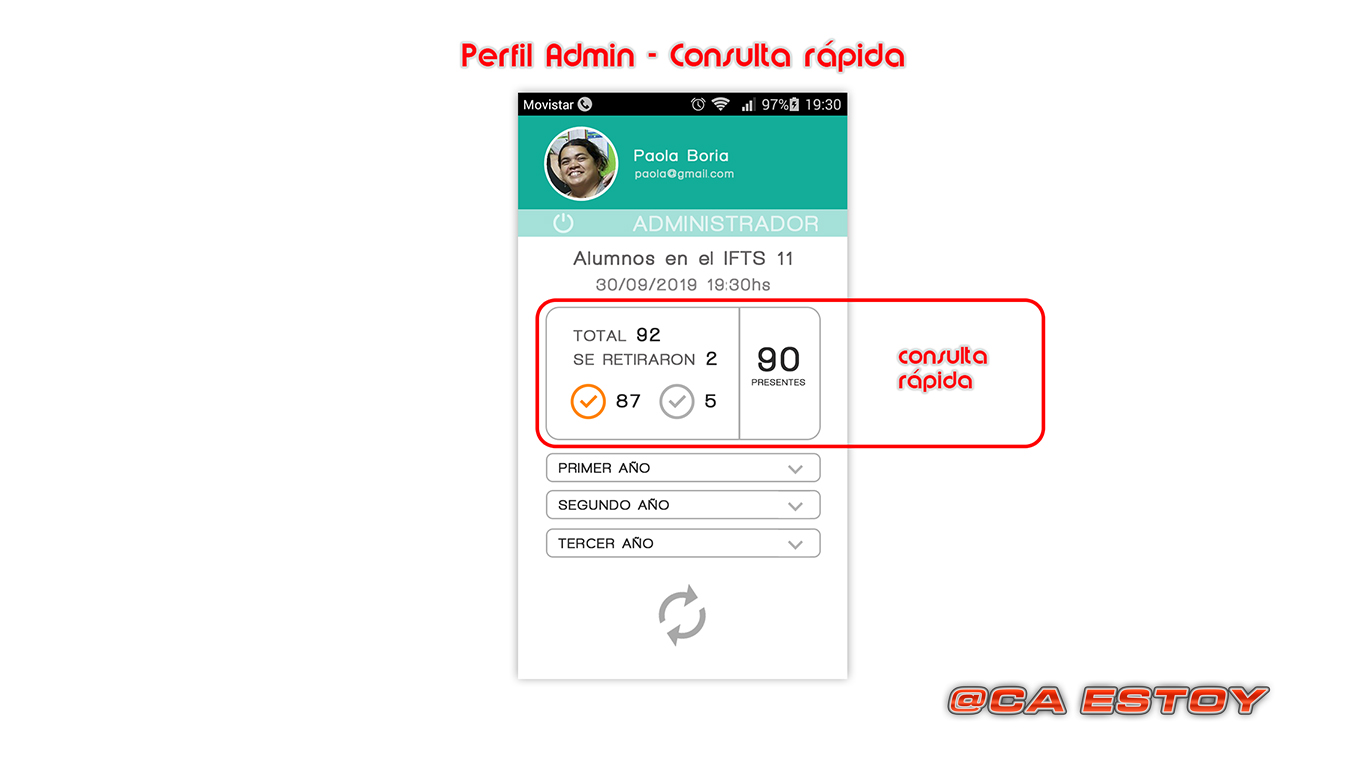 Perfil Admin - Consulta rápida
Movistar 97% 19:30
Paola Boria
paola@gmail.com
ADMINISTRADOR
Alumnos en el IFTS 11
30/09/2019 19:30hs
TOTAL 92
SE RETIRARON 2
87 5
90
PRESENTES
consulta
rápida
PRIMER AÑO
SEGUNDO AÑO
TERCER AÑO
@CA ESTOY